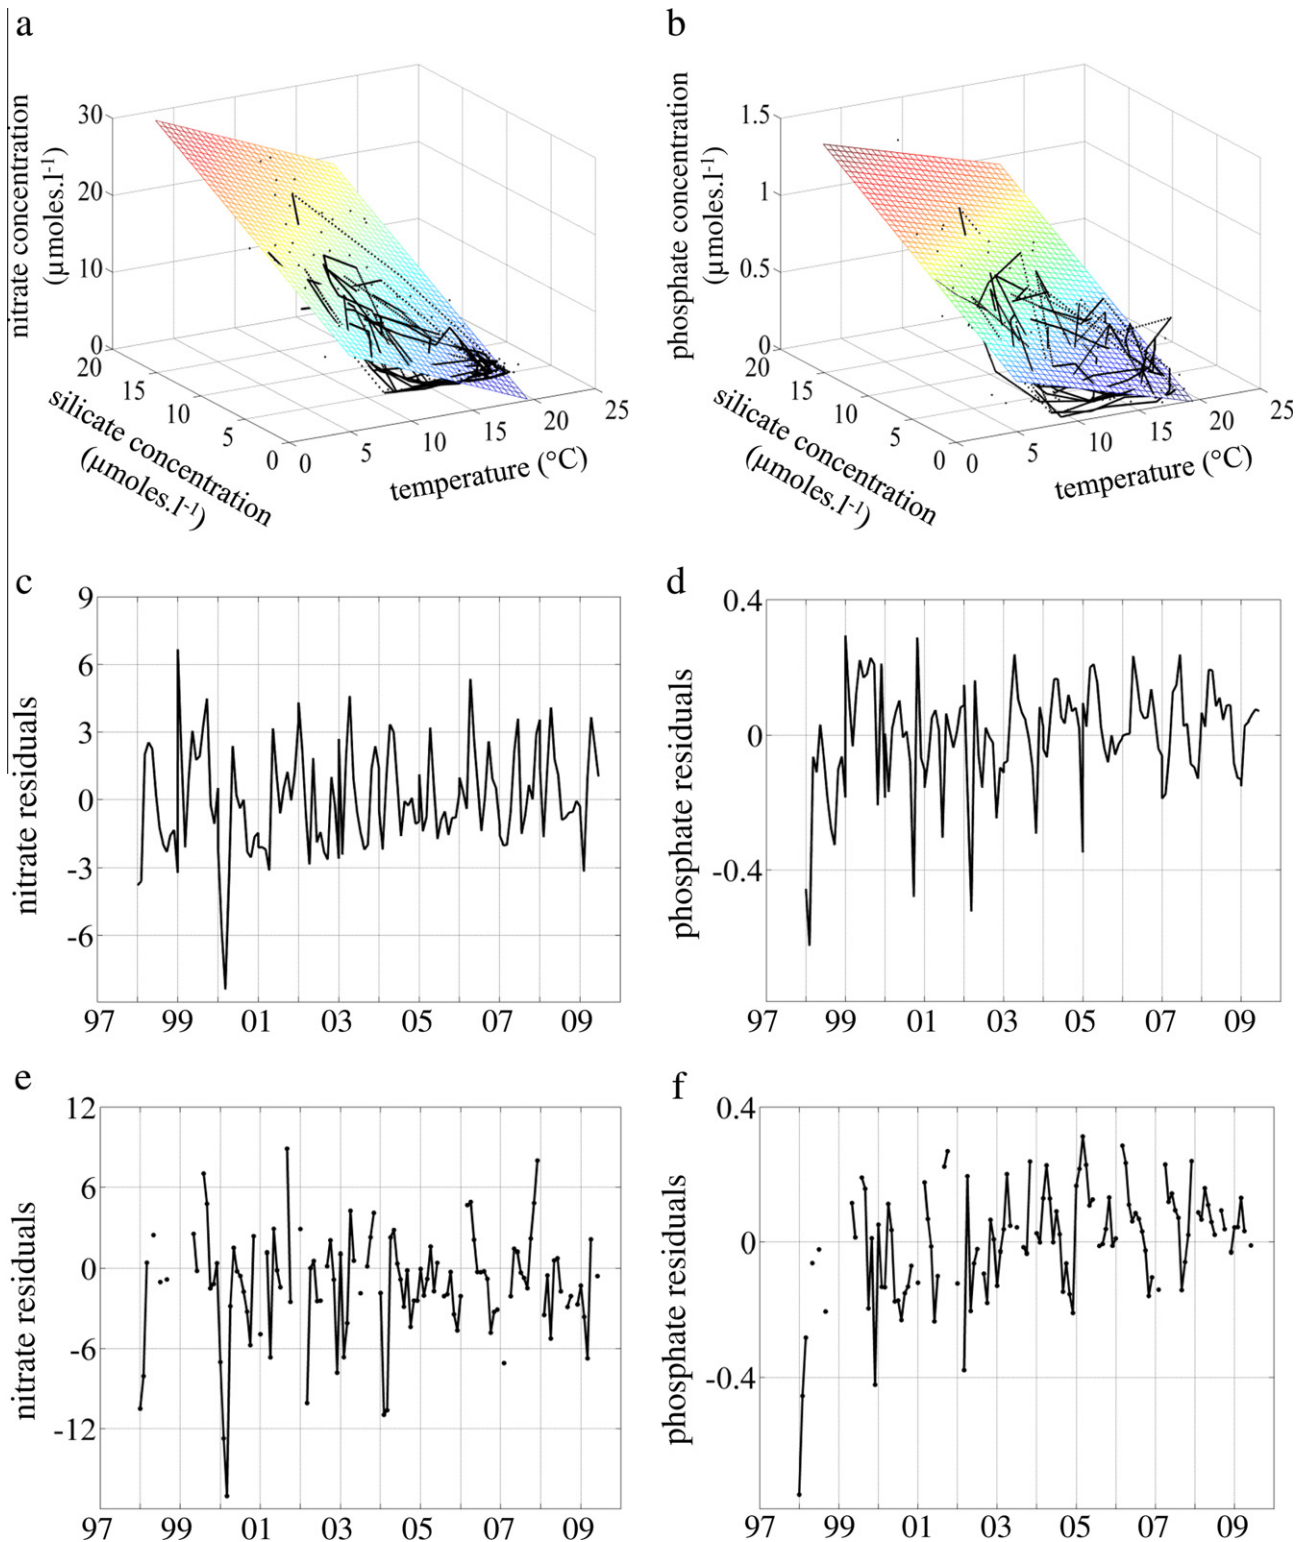 a
nitrate concentration
(μmoles.l-1)
30
20
10
0
20
15
10
5
0
silicate concentration
(μmoles.l-1)
0
5
10
15
20
25
temperature (°C)
b
phosphate concentration
(μmoles.l-1)
1.5
1
0.5
0
20
15
10
5
0
silicate concentration
(μmoles.l-1)
0
5
10
15
20
25
temperature (°C)
c
nitrate residuals
9
6
3
0
-3
-6
97 99 01 03 05 07 09
d
phosphate residuals
0.4
0
-0.4
97 99 01 03 05 07 09
e
nitrate residuals
12
6
0
-6
-12
97 99 01 03 05 07 09
f
phosphate residuals
0.4
0
-0.4
97 99 01 03 05 07 09